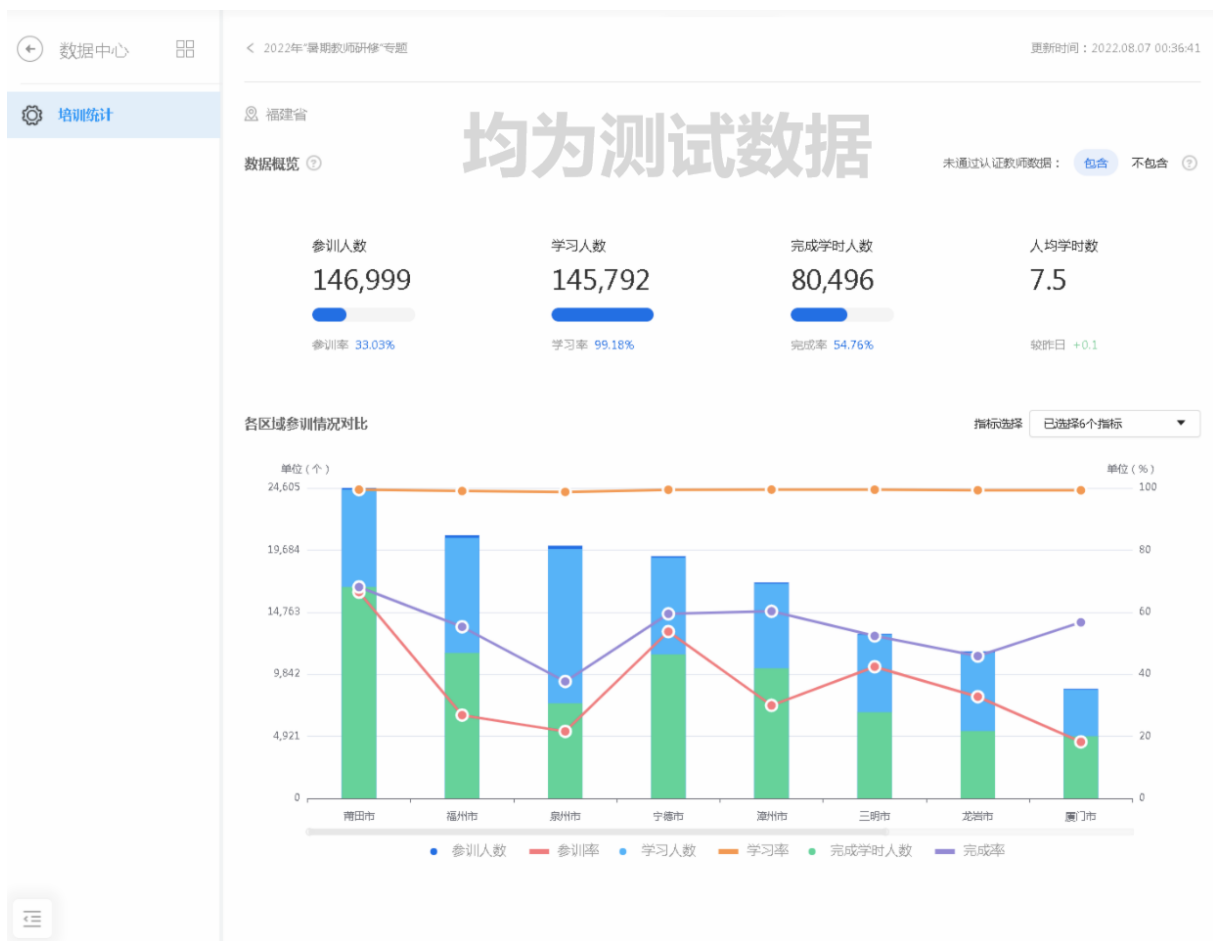 数据中心
2022年“暑期教师研修”专题
更新时间：2022.08.07 00:36:41
培训统计
福建省
均为测试数据
数据概览
未通过认证教师数据： 包含 不包含
参训人数 学习人数 完成学时人数 人均学时数
146,999 145,792 80,496 7.5
参训率 33.03% 学习率 99.18% 完成率 54.76% 较昨日 +0.1
各区域参训情况对比
指标选择 已选择6个指标
单位（个） 单位（%）
24,605 100
19,684 80
14,763 60
9,842 40
4,921 20
0 0
莆田市 福州市 泉州市 宁德市 漳州市 三明市 龙岩市 厦门市
参训人数 参训率 学习人数 学习率 完成学时人数 完成率